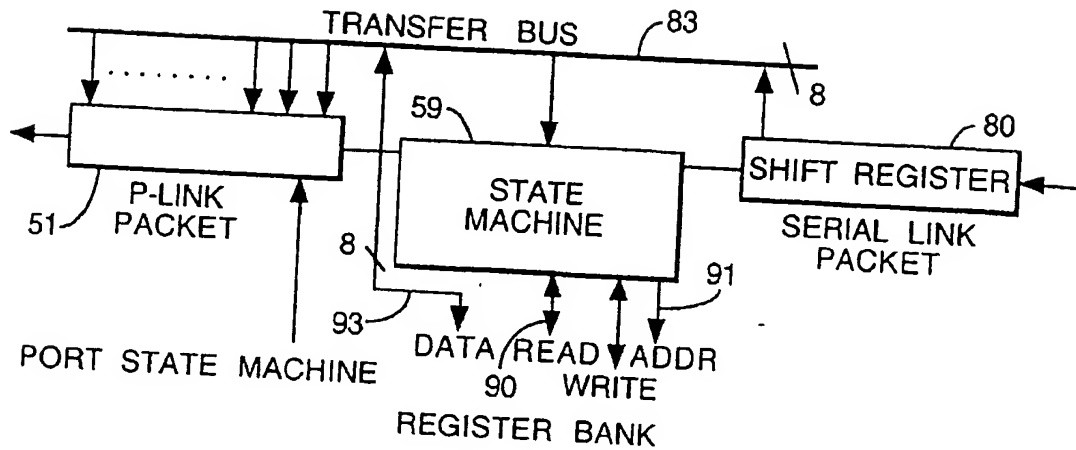 TRANSFER BUS
83
8
59
80
STATE
MACHINE
SHIFT REGISTER
SERIAL LINK
PACKET
P-LINK
PACKET
51
8
93
91
DATA READ ADDR
90
WRITE
PORT STATE MACHINE
REGISTER BANK